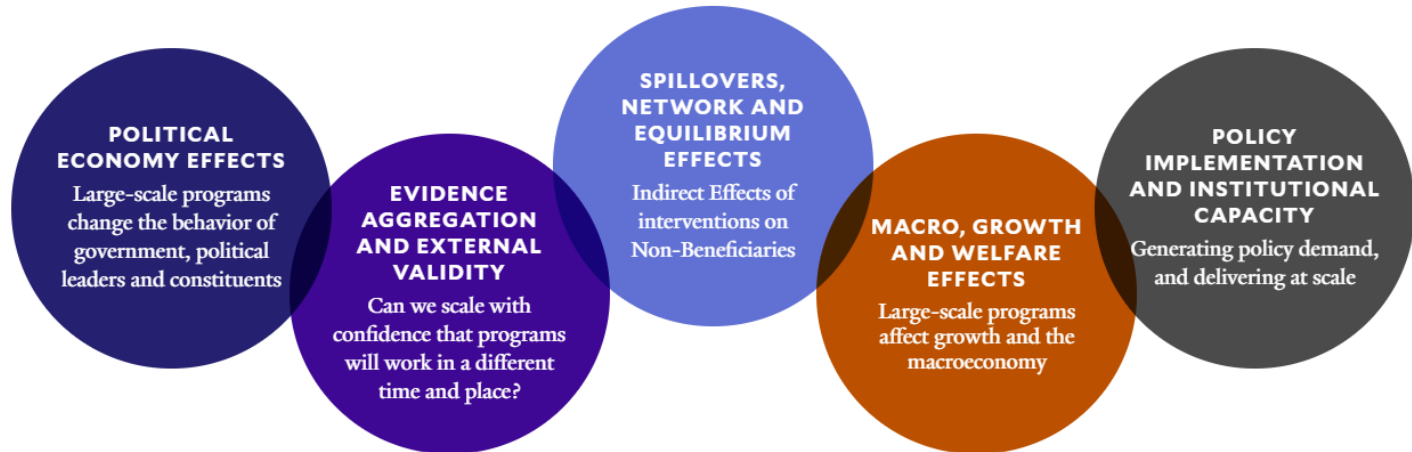 POLITICAL
ECONOMY EFFECTS
Large-scale programs
change the behavior of
government, political
leaders and constituents
EVIDENCE
AGGREGATION
AND EXTERNAL
VALIDITY
Can we scale with
confidence that programs
will work in a different
time and place?
SPILLOVERS,
NETWORK AND
EQUILIBRIUM
EFFECTS
Indirect Effects of
interventions on
Non-Beneficiaries
MACRO, GROWTH
AND WELFARE
EFFECTS
Large-scale programs
affect growth and the
macroeconomy
POLICY
IMPLEMENTATION
AND INSTITUTIONAL
CAPACITY
Generating policy demand,
and delivering at scale